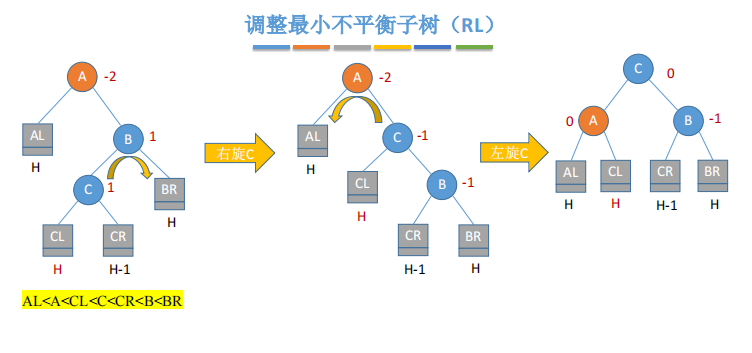 调整最小不平衡子树（RL）
A -2
AL
H
B 1
C 1
BR
H
CL
H
CR
H-1
AL<A<CL<C<CR<B<BR
右旋C
A -2
AL
H
C -1
CL
H
B -1
CR
H-1
BR
H
左旋C
C 0
0 A
B -1
AL
H
CL
H
CR
H-1
BR
H